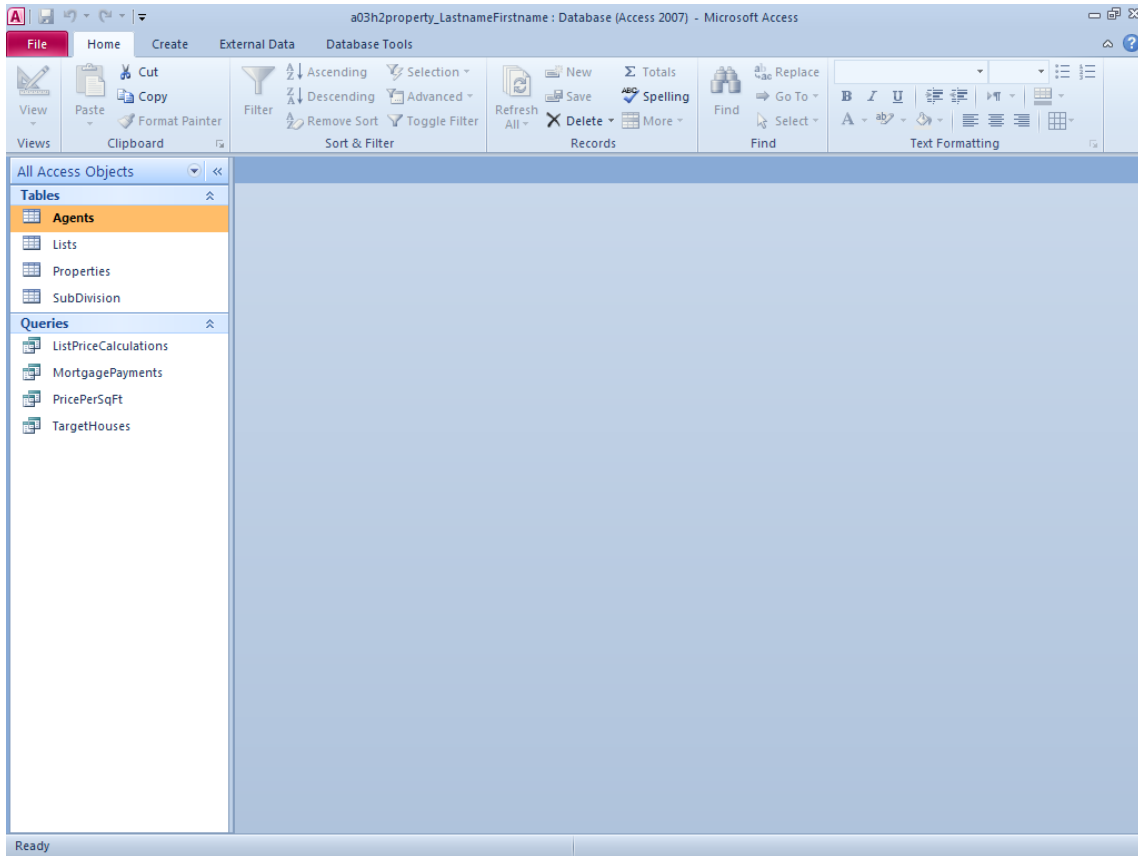 A a03h2property_LastnameFirstname : Database (Access 2007) - Microsoft Access
File Home Create External Data Database Tools
View
Views
Paste
Cut
Copy
Format Painter
Clipboard
Filter
Ascending
Descending
Remove Sort
Selection
Advanced
Toggle Filter
Sort & Filter
Refresh
All
New
Save
Delete
Totals
Spelling
More
Records
Find
Replace
Go To
Select
Find
B I U
A
Text Formatting
All Access Objects
Tables
Agents
Lists
Properties
SubDivision
Queries
ListPriceCalculations
MortgagePayments
PricePerSqFt
TargetHouses
Ready